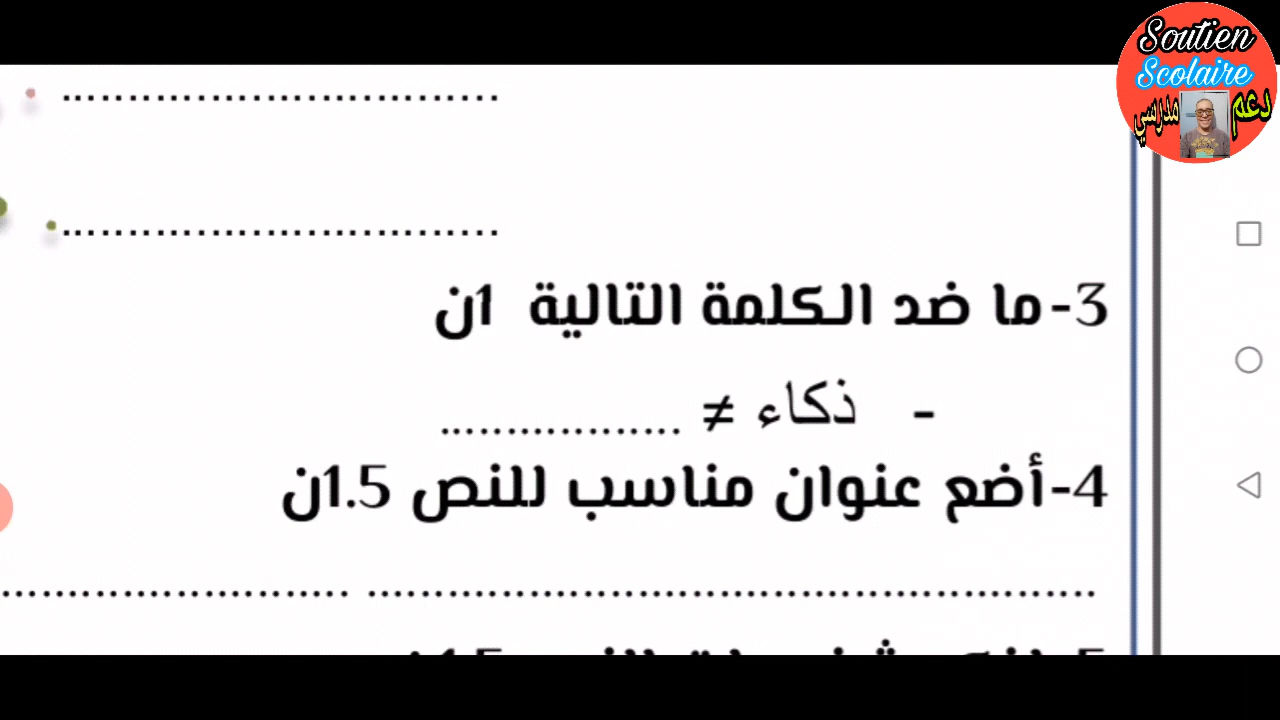 Soutien
Scolaire
دعم مدرسي
..................................
..................................
3-ما ضد الكلمة التالية 1ن
- ذكاء ≠ ..................
4-أضع عنوان مناسب للنص 1.5ن
..................................................................................